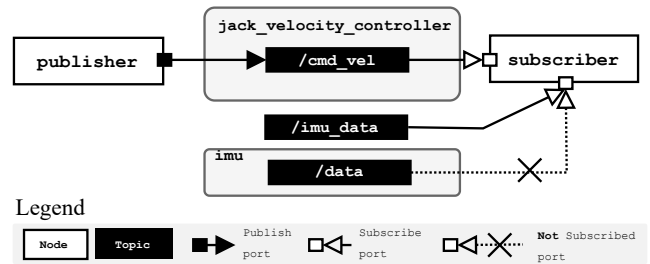 jack_velocity_controller
publisher
/cmd_vel
subscriber
/imu_data
imu
/data
Legend
Node
Topic
Publish
port
Subscribe
port
Not Subscribed
port